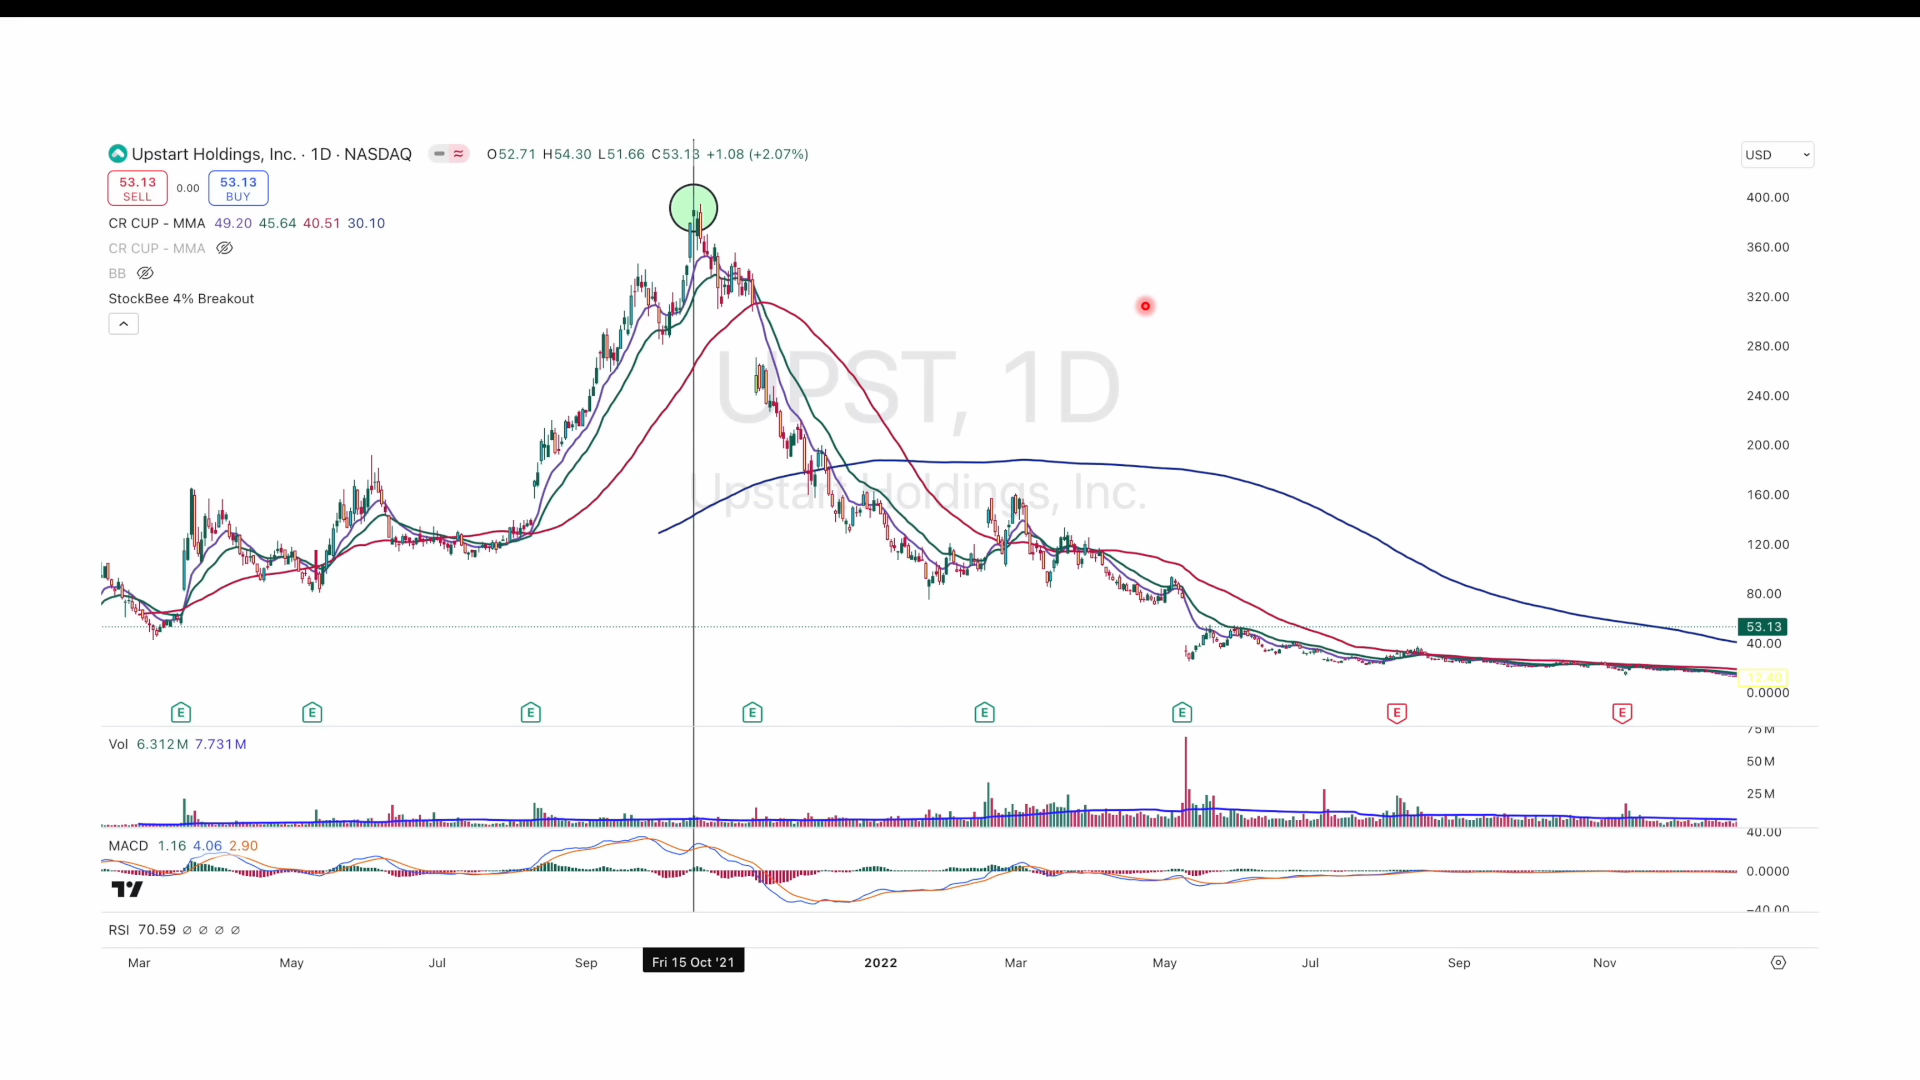 Upstart Holdings, Inc. · 1D · NASDAQ O52.71 H54.30 L51.66 C53.13 +1.08 (+2.07%)
USD
53.13 SELL 0.00 53.13 BUY
CR CUP - MMA 49.20 45.64 40.51 30.10
CR CUP - MMA
BB
StockBee 4% Breakout
UPST, 1D
Upstart Holdings, Inc.
400.00
360.00
320.00
280.00
240.00
200.00
160.00
120.00
80.00
53.13
40.00
12.40
0.0000
E E E E E E E E
Vol 6.312M 7.731M
75M
50M
25M
MACD 1.16 4.06 2.90
40.00
0.0000
−40.00
RSI 70.59 ∅ ∅ ∅ ∅
Mar May Jul Sep Fri 15 Oct '21 2022 Mar May Jul Sep Nov